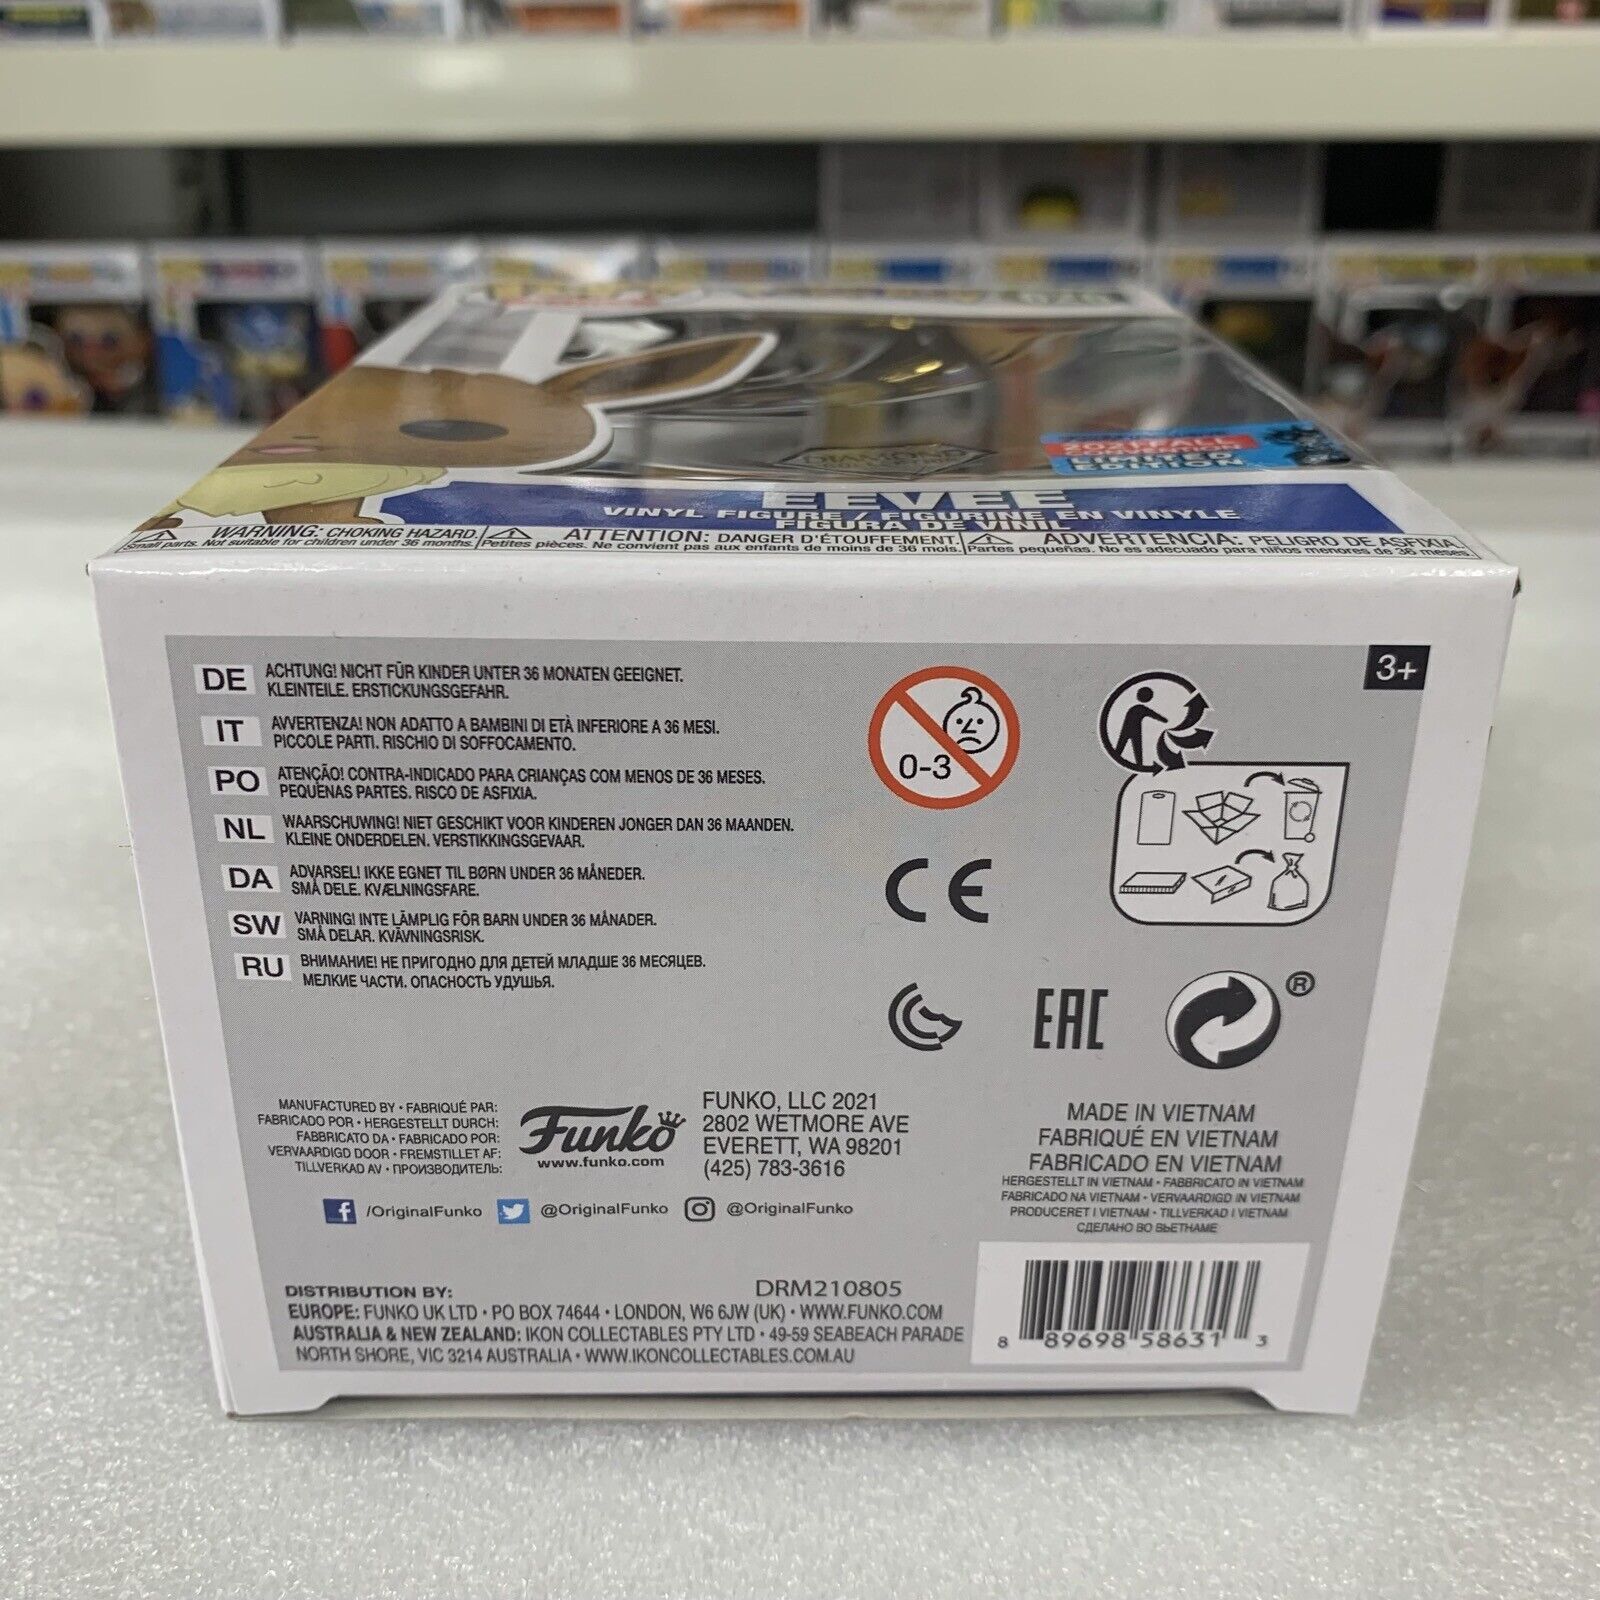 DIAMOND
2021 FALL
LIMITED
EDITION
EEVEE
VINYL FIGURE / FIGURINE EN VINYLE
FIGURA DE VINIL
WARNING: CHOKING HAZARD.
Small parts. Not suitable for children under 36 months.
ATTENTION: DANGER D'ÉTOUFFEMENT.
Petites pièces. Ne convient pas aux enfants de moins de 36 mois.
ADVERTENCIA: PELIGRO DE ASFIXIA.
Partes pequeñas. No es adecuado para niños menores de 36 meses.
3+
DE ACHTUNG! NICHT FÜR KINDER UNTER 36 MONATEN GEEIGNET.
KLEINTEILE. ERSTICKUNGSGEFAHR.
IT AVVERTENZA! NON ADATTO A BAMBINI DI ETÀ INFERIORE A 36 MESI.
PICCOLE PARTI. RISCHIO DI SOFFOCAMENTO.
PO ATENÇÃO! CONTRA-INDICADO PARA CRIANÇAS COM MENOS DE 36 MESES.
PEQUENAS PARTES. RISCO DE ASFIXIA.
NL WAARSCHUWING! NIET GESCHIKT VOOR KINDEREN JONGER DAN 36 MAANDEN.
KLEINE ONDERDELEN. VERSTIKKINGSGEVAAR.
DA ADVARSEL! IKKE EGNET TIL BØRN UNDER 36 MÅNEDER.
SMÅ DELE. KVÆLNINGSFARE.
SW VARNING! INTE LÄMPLIG FÖR BARN UNDER 36 MÅNADER.
SMÅ DELAR. KVÄVNINGSRISK.
RU ВНИМАНИЕ! НЕ ПРИГОДНО ДЛЯ ДЕТЕЙ МЛАДШЕ 36 МЕСЯЦЕВ.
МЕЛКИЕ ЧАСТИ. ОПАСНОСТЬ УДУШЬЯ.
0-3
CE
EAC
®
MANUFACTURED BY • FABRIQUÉ PAR:
FABRICADO POR • HERGESTELLT DURCH:
FABBRICATO DA • FABRICADO POR:
VERVAARDIGD DOOR • FREMSTILLET AF:
TILLVERKAD AV • ПРОИЗВОДИТЕЛЬ:
Funko
www.funko.com
FUNKO, LLC 2021
2802 WETMORE AVE
EVERETT, WA 98201
(425) 783-3616
MADE IN VIETNAM
FABRIQUÉ EN VIETNAM
FABRICADO EN VIETNAM
HERGESTELLT IN VIETNAM • FABBRICATO IN VIETNAM
FABRICADO NA VIETNAM • VERVAARDIGD IN VIETNAM
PRODUCERET I VIETNAM • TILLVERKAD I VIETNAM
СДЕЛАНО ВО ВЬЕТНАМЕ
f /OriginalFunko @OriginalFunko @OriginalFunko
DISTRIBUTION BY: DRM210805
EUROPE: FUNKO UK LTD • PO BOX 74644 • LONDON, W6 6JW (UK) • WWW.FUNKO.COM
AUSTRALIA & NEW ZEALAND: IKON COLLECTABLES PTY LTD • 49-59 SEABEACH PARADE
NORTH SHORE, VIC 3214 AUSTRALIA • WWW.IKONCOLLECTABLES.COM.AU
8 89698 58631 3